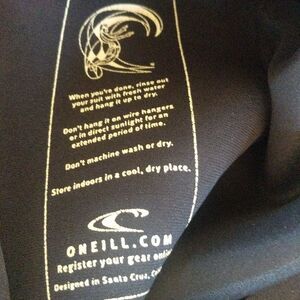 When you're done, rinse out
your suit with fresh water
and hang it up to dry.
Don't hang it on wire hangers
or in direct sunlight for an
extended period of time.
Don't machine wash or dry.
Store indoors in a cool, dry place.
ONEILL.COM
Register your gear
Designed in Santa Cruz,